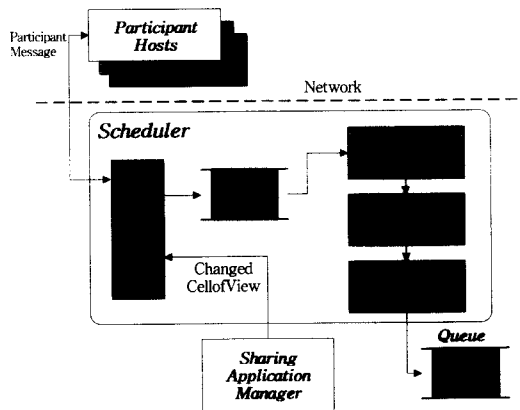 Participant
Hosts
Participant
Message
Network
Scheduler
Changed
CellofView
Queue
Sharing
Application
Manager